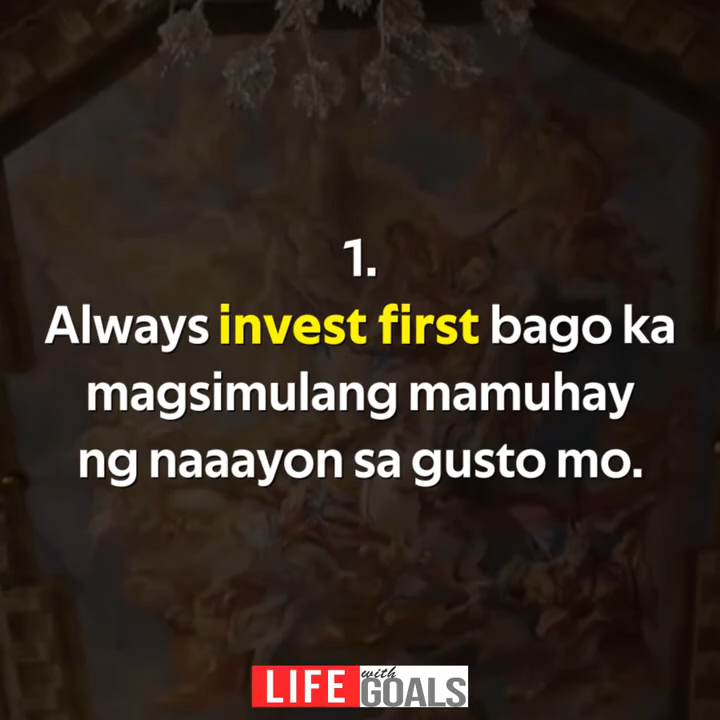 1.
Always invest first bago ka
magsimulang mamuhay
ng naaayon sa gusto mo.
LIFE with GOALS